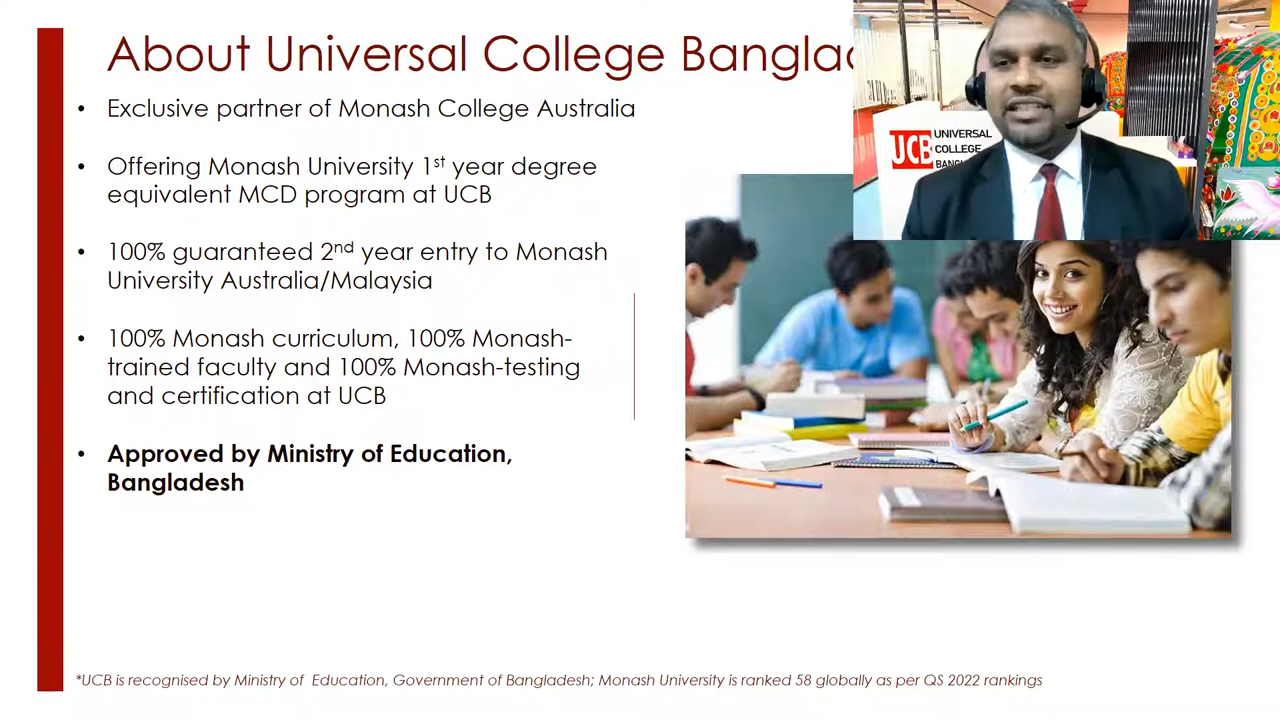 About Universal College
• Exclusive partner of Monash College Australia
• Offering Monash University 1st year degree
equivalent MCD program at UCB
• 100% guaranteed 2nd year entry to Monash
University Australia/Malaysia
• 100% Monash curriculum, 100% Monash-
trained faculty and 100% Monash-testing
and certification at UCB
• Approved by Ministry of Education,
Bangladesh
UCB
UNIVERSAL
COLLEGE
*UCB is recognised by Ministry of Education, Government of Bangladesh; Monash University is ranked 58 globally as per QS 2022 rankings